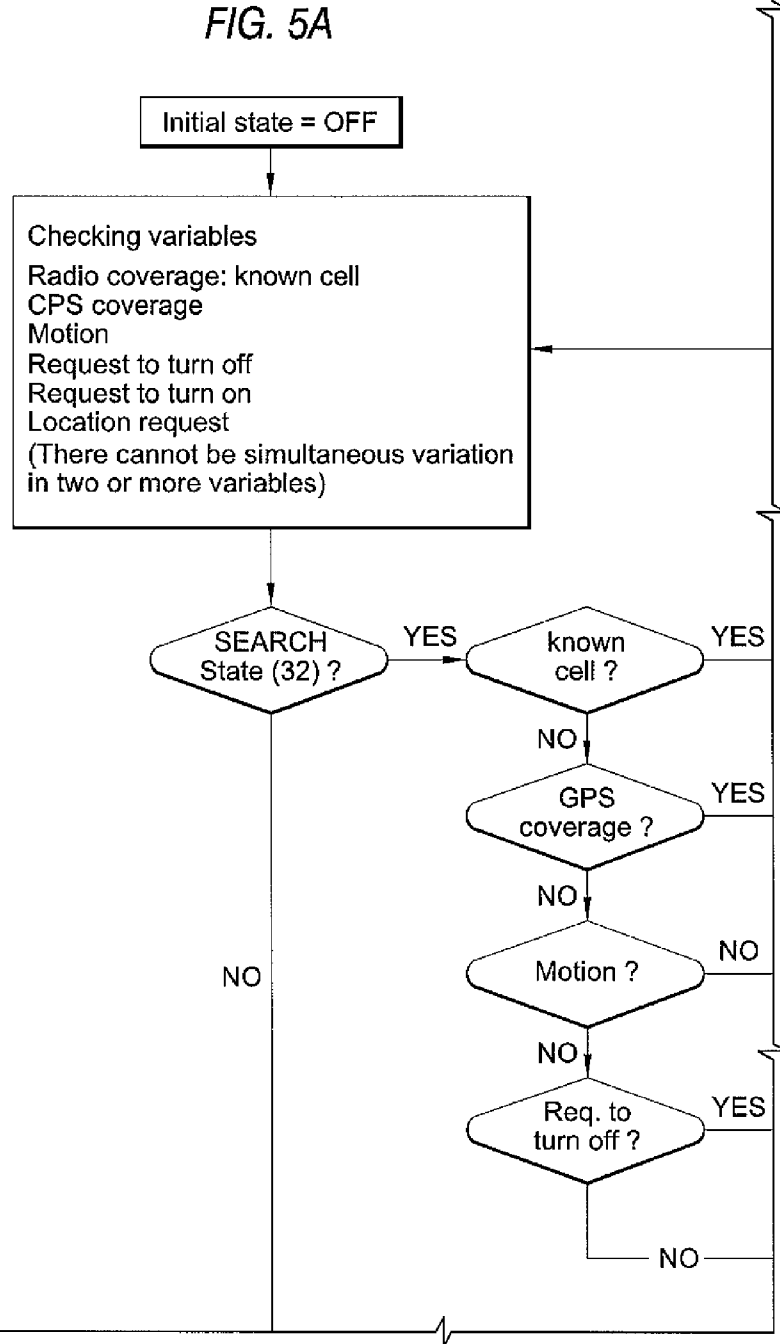 FIG. 5A
Initial state = OFF
Checking variables
Radio coverage: known cell
CPS coverage
Motion
Request to turn off
Request to turn on
Location request
(There cannot be simultaneous variation
in two or more variables)
SEARCH
State (32) ?
YES
known
cell ?
YES
NO
GPS
coverage ?
YES
NO
NO
Motion ?
NO
NO
Req. to
turn off ?
YES
NO